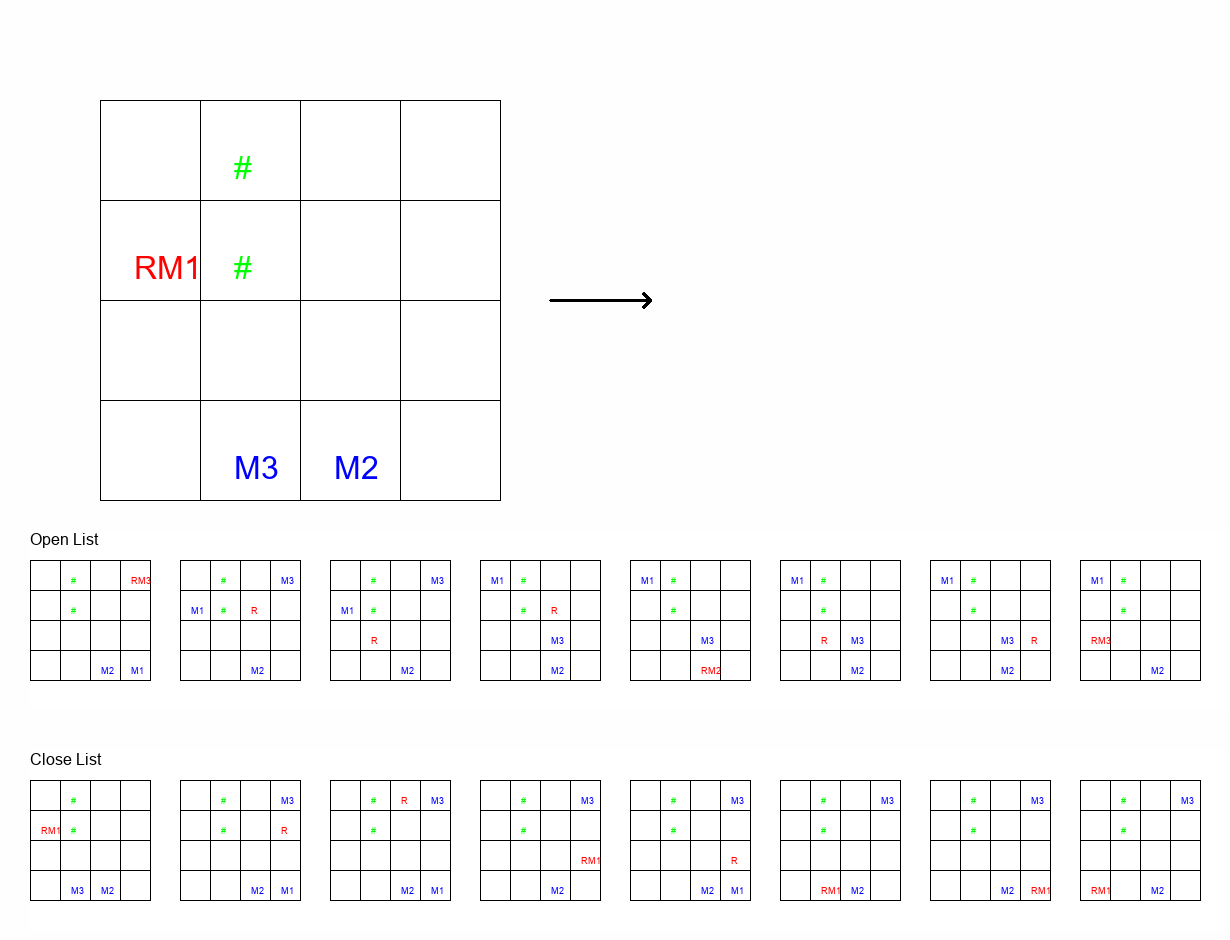 #
RM1 #
M3 M2
Open List
# # # M3 # M3 M1 # M1 # M1 # M1 # M1 #
# M1 # R M1 # # R # # # #
R M3 M3 R M3 M3 R RM3
M2 M1 M2 M2 M2 RM2 M2 M2 M2
Close List
# # M3 # R M3 # M3 # M3 # M3 # M3 # M3
RM1 # # R # # # # # #
RM1 R
M3 M2 M2 M1 M2 M1 M2 M2 M1 RM1 M2 M2 RM1 RM1 M2